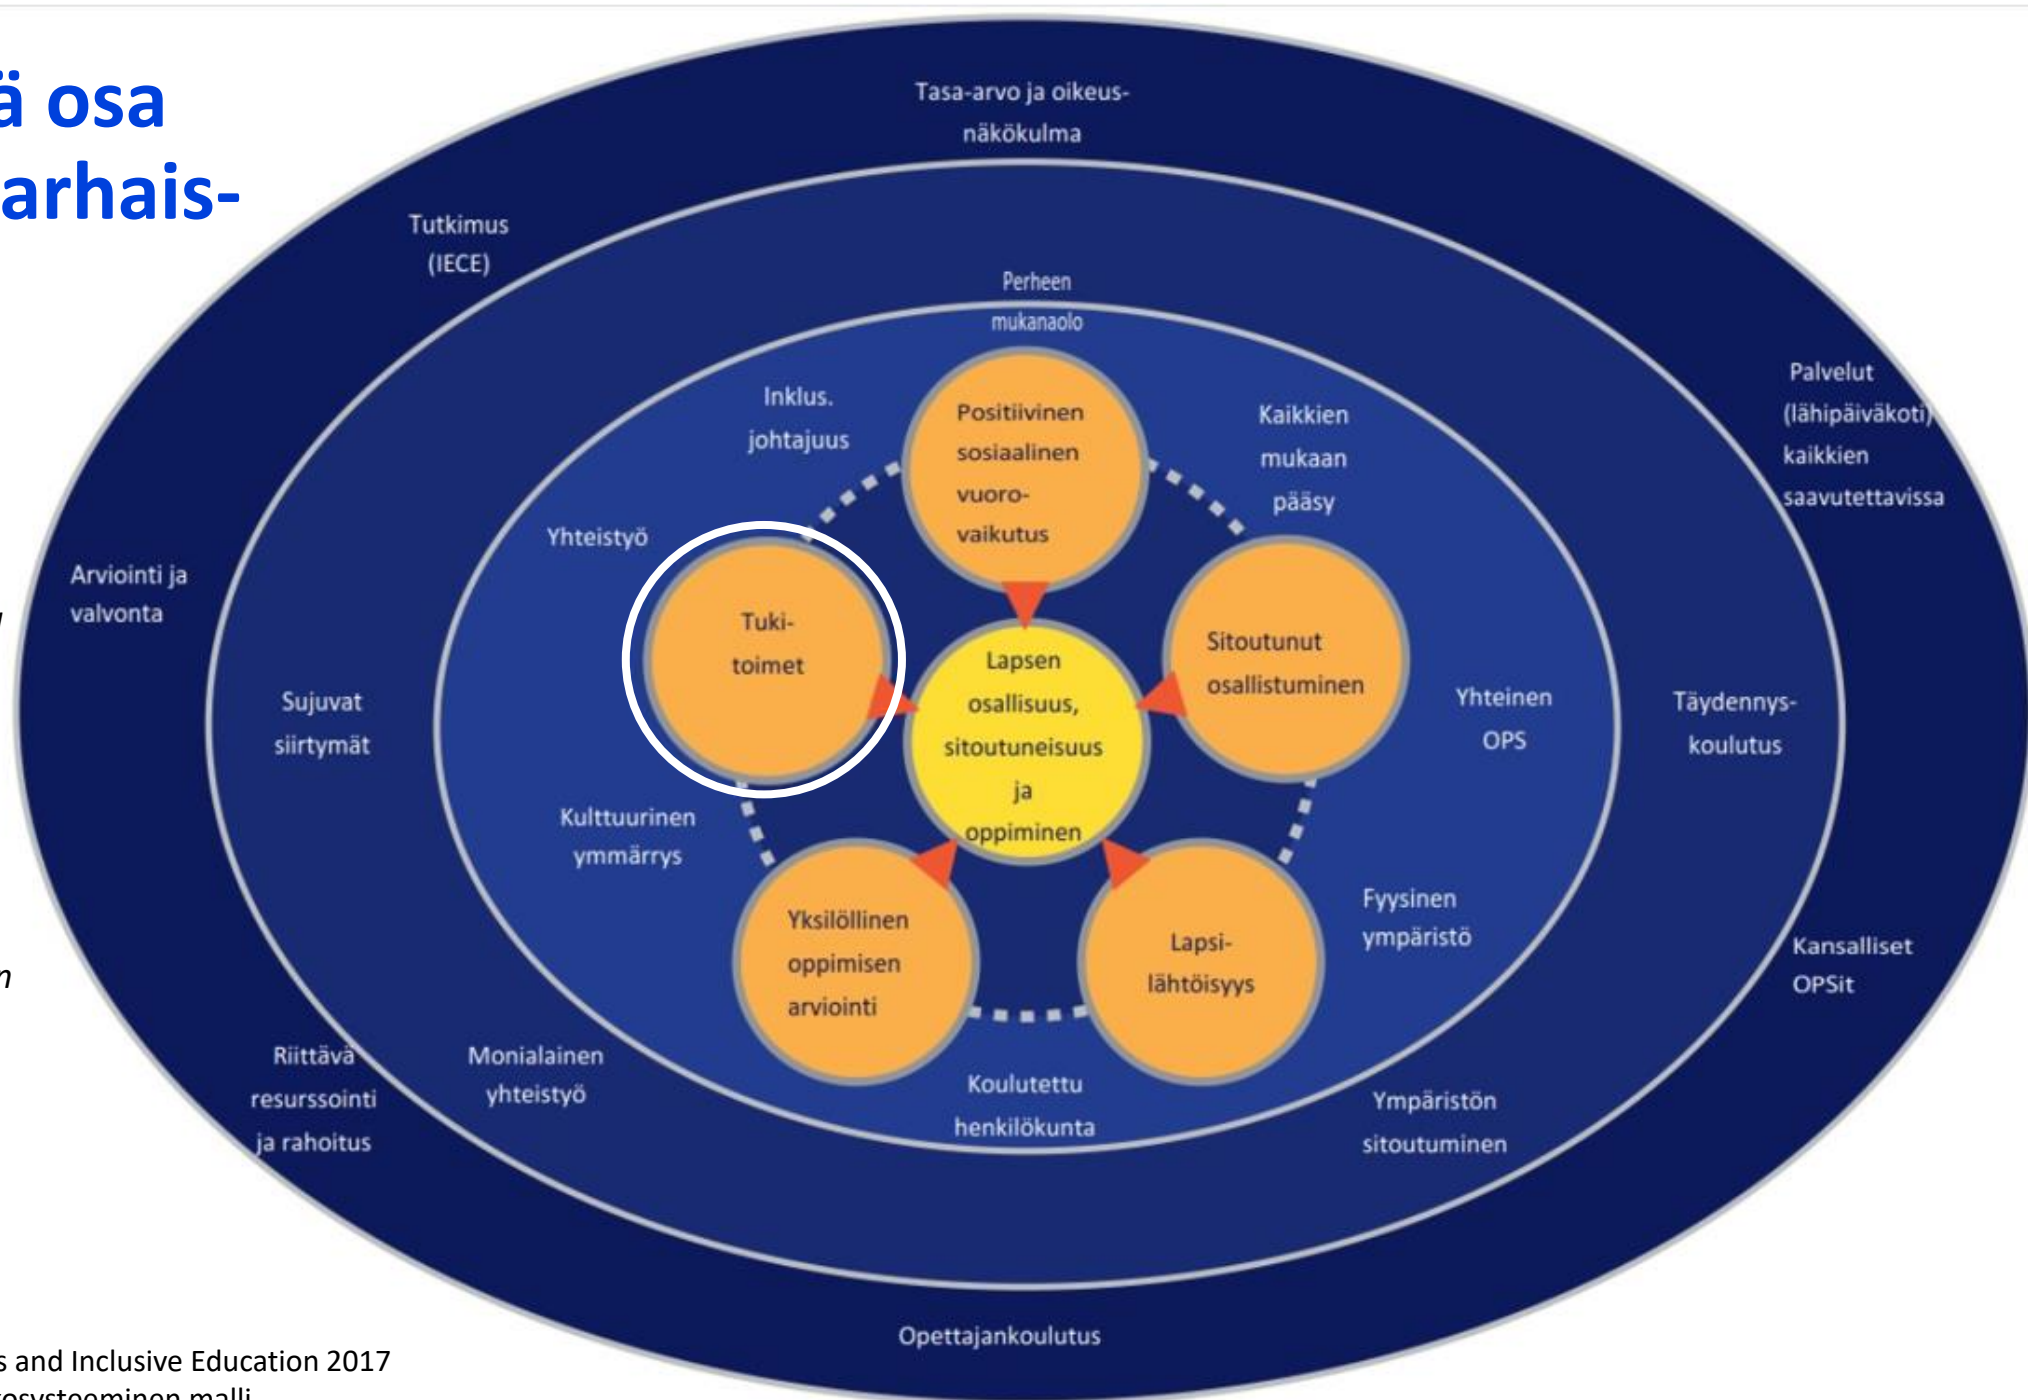 ä osa
arhais-
Tasa-arvo ja oikeus-
näkökulma
Tutkimus
(IECE)
Perheen
mukanaolo
Palvelut
(lähipäiväkoti)
kaikkien
saavutettavissa
Inklus.
johtajuus
Positiivinen
sosiaalinen
vuoro-
vaikutus
Kaikkien
mukaan
pääsy
Yhteistyö
Arviointi ja
valvonta
Tuki-
toimet
Sitoutunut
osallistuminen
Lapsen
osallisuus,
sitoutuneisuus
ja
oppiminen
Sujuvat
siirtymät
Yhteinen
OPS
Täydennys-
koulutus
Kulttuurinen
ymmärrys
Yksilöllinen
oppimisen
arviointi
Lapsi-
lähtöisyys
Fyysinen
ympäristö
Kansalliset
OPSit
n
Riittävä
resurssointi
ja rahoitus
Monialainen
yhteistyö
Koulutettu
henkilökunta
Ympäristön
sitoutuminen
Opettajankoulutus
s and Inclusive Education 2017
osysteeminen malli